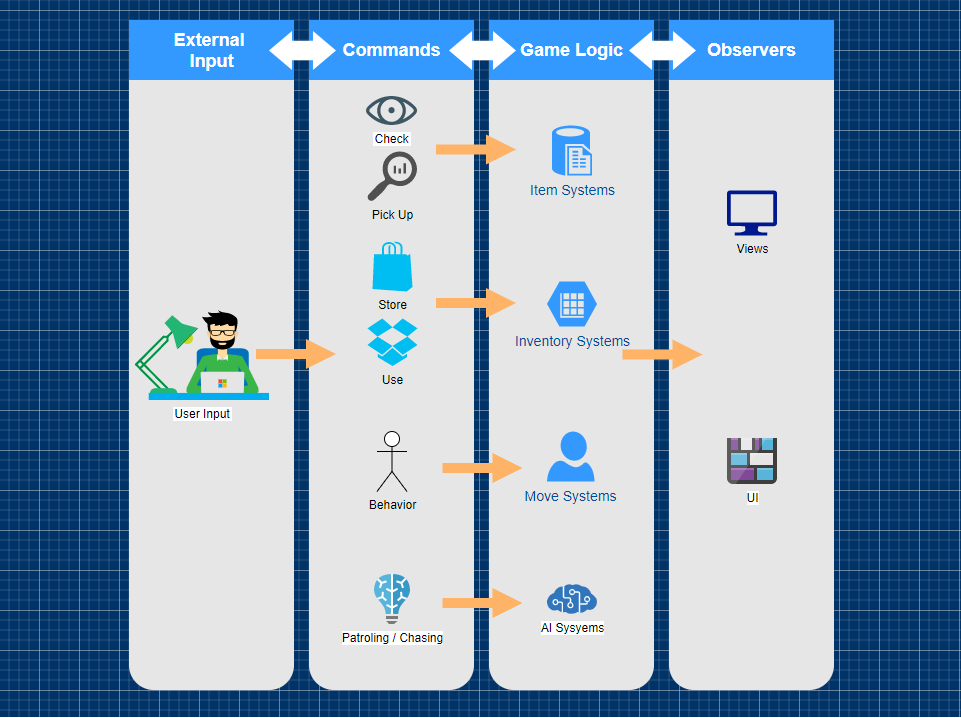 External
Input
Commands
Game Logic
Observers
Check
Pick Up
Item Systems
Views
Store
Inventory Systems
Use
User Input
Behavior
Move Systems
UI
Patroling / Chasing
AI Sysyems